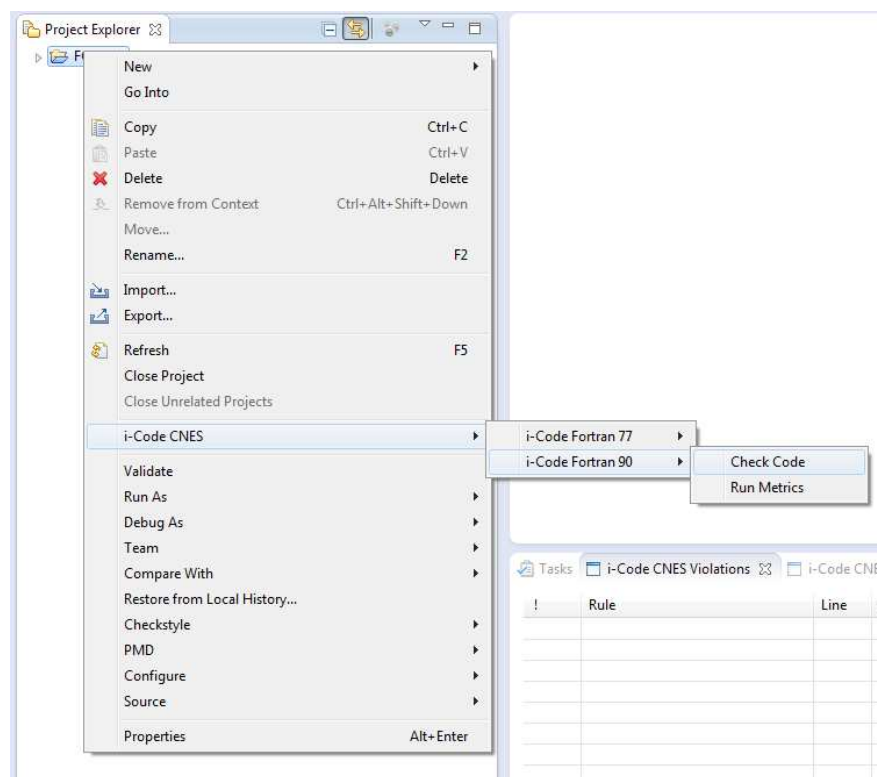 Project Explorer
New
Go Into
Copy Ctrl+C
Paste Ctrl+V
Delete Delete
Remove from Context Ctrl+Alt+Shift+Down
Move...
Rename... F2
Import...
Export...
Refresh F5
Close Project
Close Unrelated Projects
i-Code CNES
i-Code Fortran 77
i-Code Fortran 90
Check Code
Run Metrics
Validate
Run As
Debug As
Team
Compare With
Restore from Local History...
Checkstyle
PMD
Configure
Source
Properties Alt+Enter
Tasks i-Code CNES Violations i-Code CNE
! Rule Line